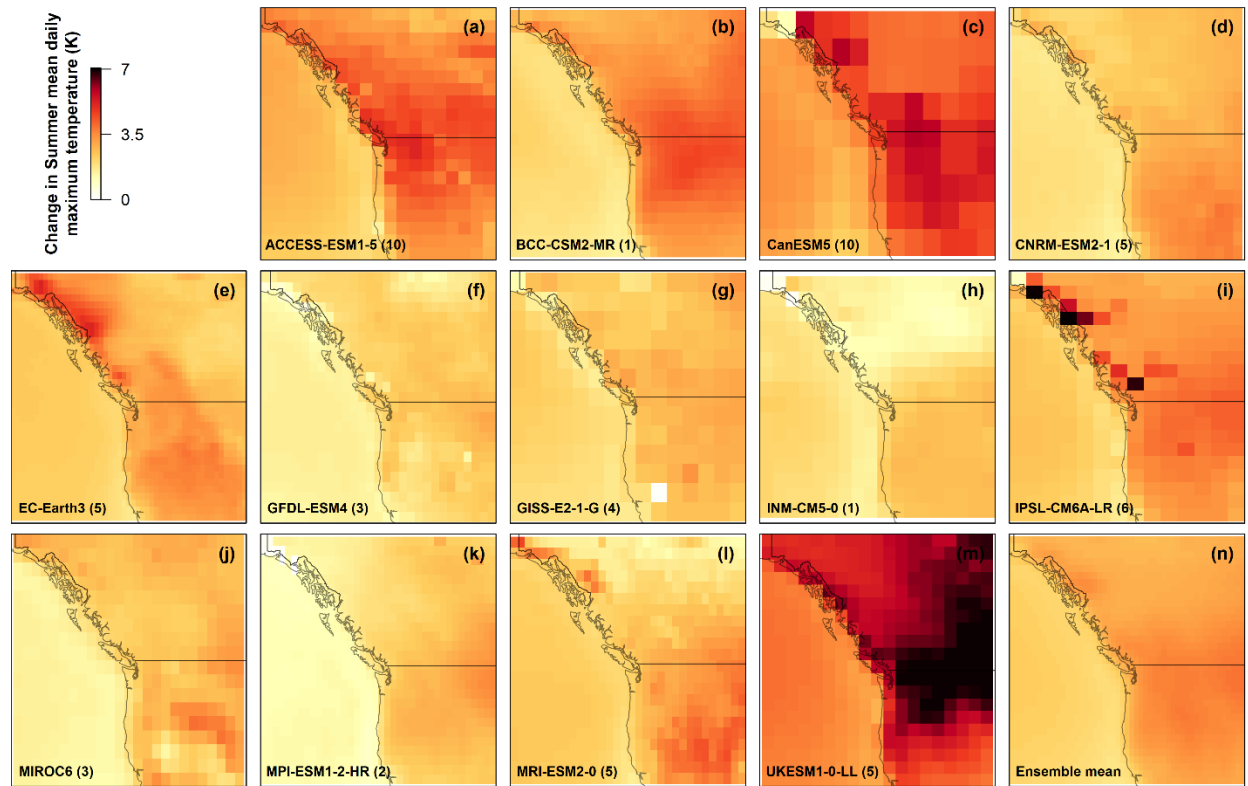 Change in Summer mean daily
maximum temperature (K)
7
3.5
0
(a)
ACCESS-ESM1-5 (10)
(b)
BCC-CSM2-MR (1)
(c)
CanESM5 (10)
(d)
CNRM-ESM2-1 (5)
(e)
EC-Earth3 (5)
(f)
GFDL-ESM4 (3)
(g)
GISS-E2-1-G (4)
(h)
INM-CM5-0 (1)
(i)
IPSL-CM6A-LR (6)
(j)
MIROC6 (3)
(k)
MPI-ESM1-2-HR (2)
(l)
MRI-ESM2-0 (5)
(m)
UKESM1-0-LL (5)
(n)
Ensemble mean